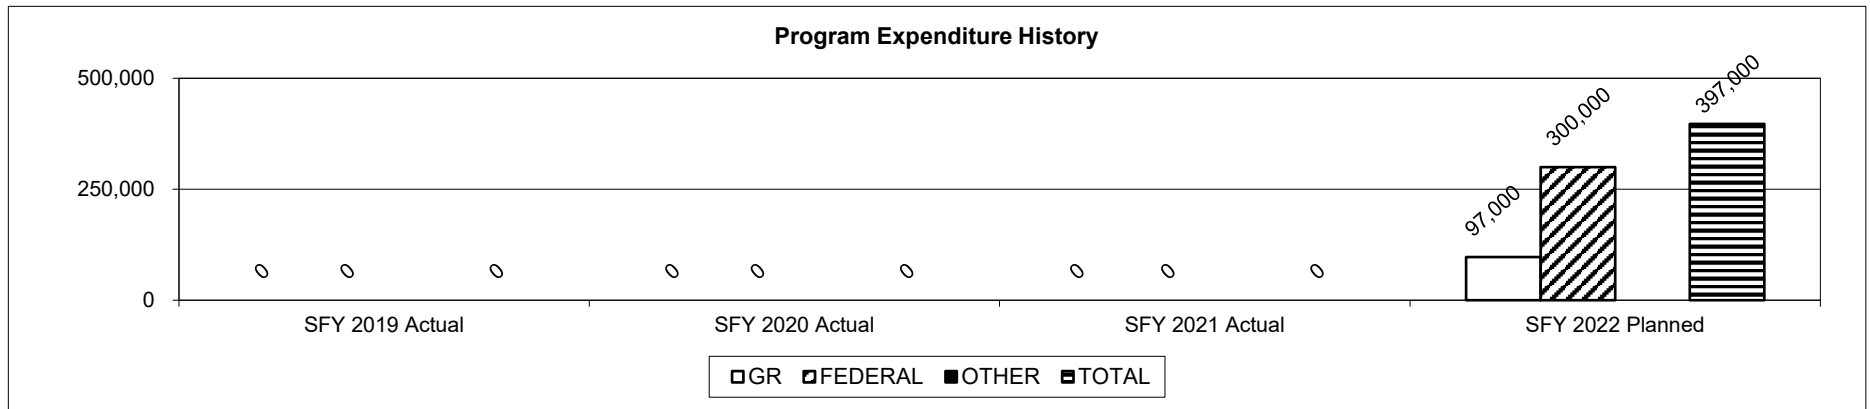 Program Expenditure History
500,000
250,000
0
0 0 0 0 0 0 0 0 0 97,000 300,000 397,000
SFY 2019 Actual SFY 2020 Actual SFY 2021 Actual SFY 2022 Planned
GR FEDERAL OTHER TOTAL